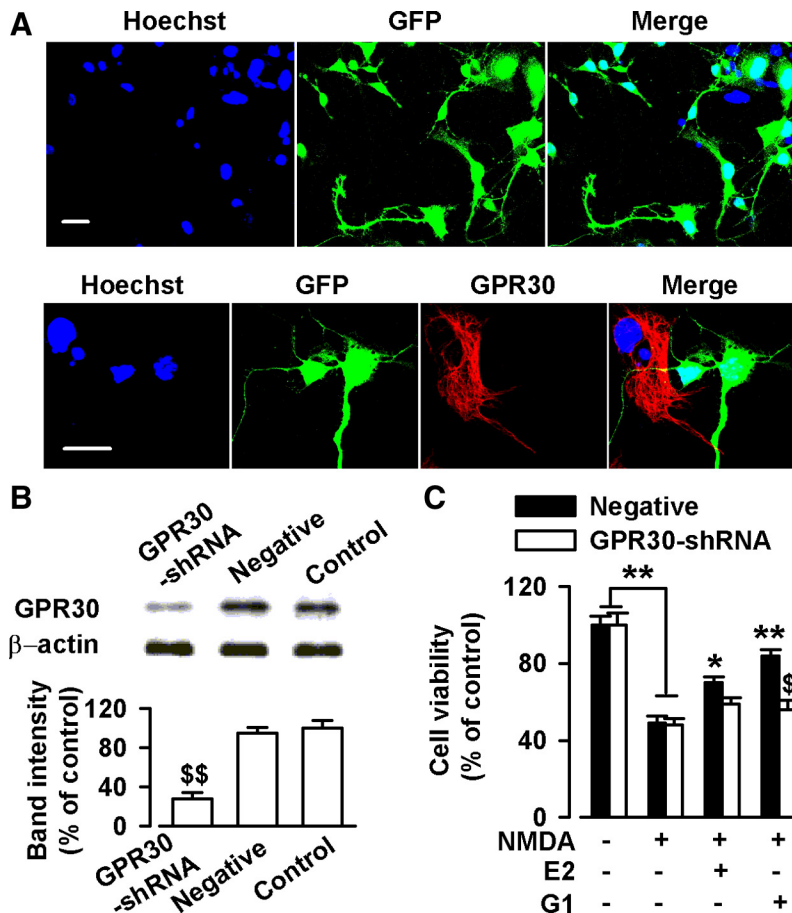 A
Hoechst GFP Merge
Hoechst GFP GPR30 Merge
B
GPR30
-shRNA Negative Control
GPR30
β–actin
Band intensity
(% of control)
120
80
40
0
$$
GPR30
-shRNA Negative Control
C
Negative
GPR30-shRNA
Cell viability
(% of control)
120
80
40
0
**
*
**
$
NMDA - + + +
E2 - - + -
G1 - - - +